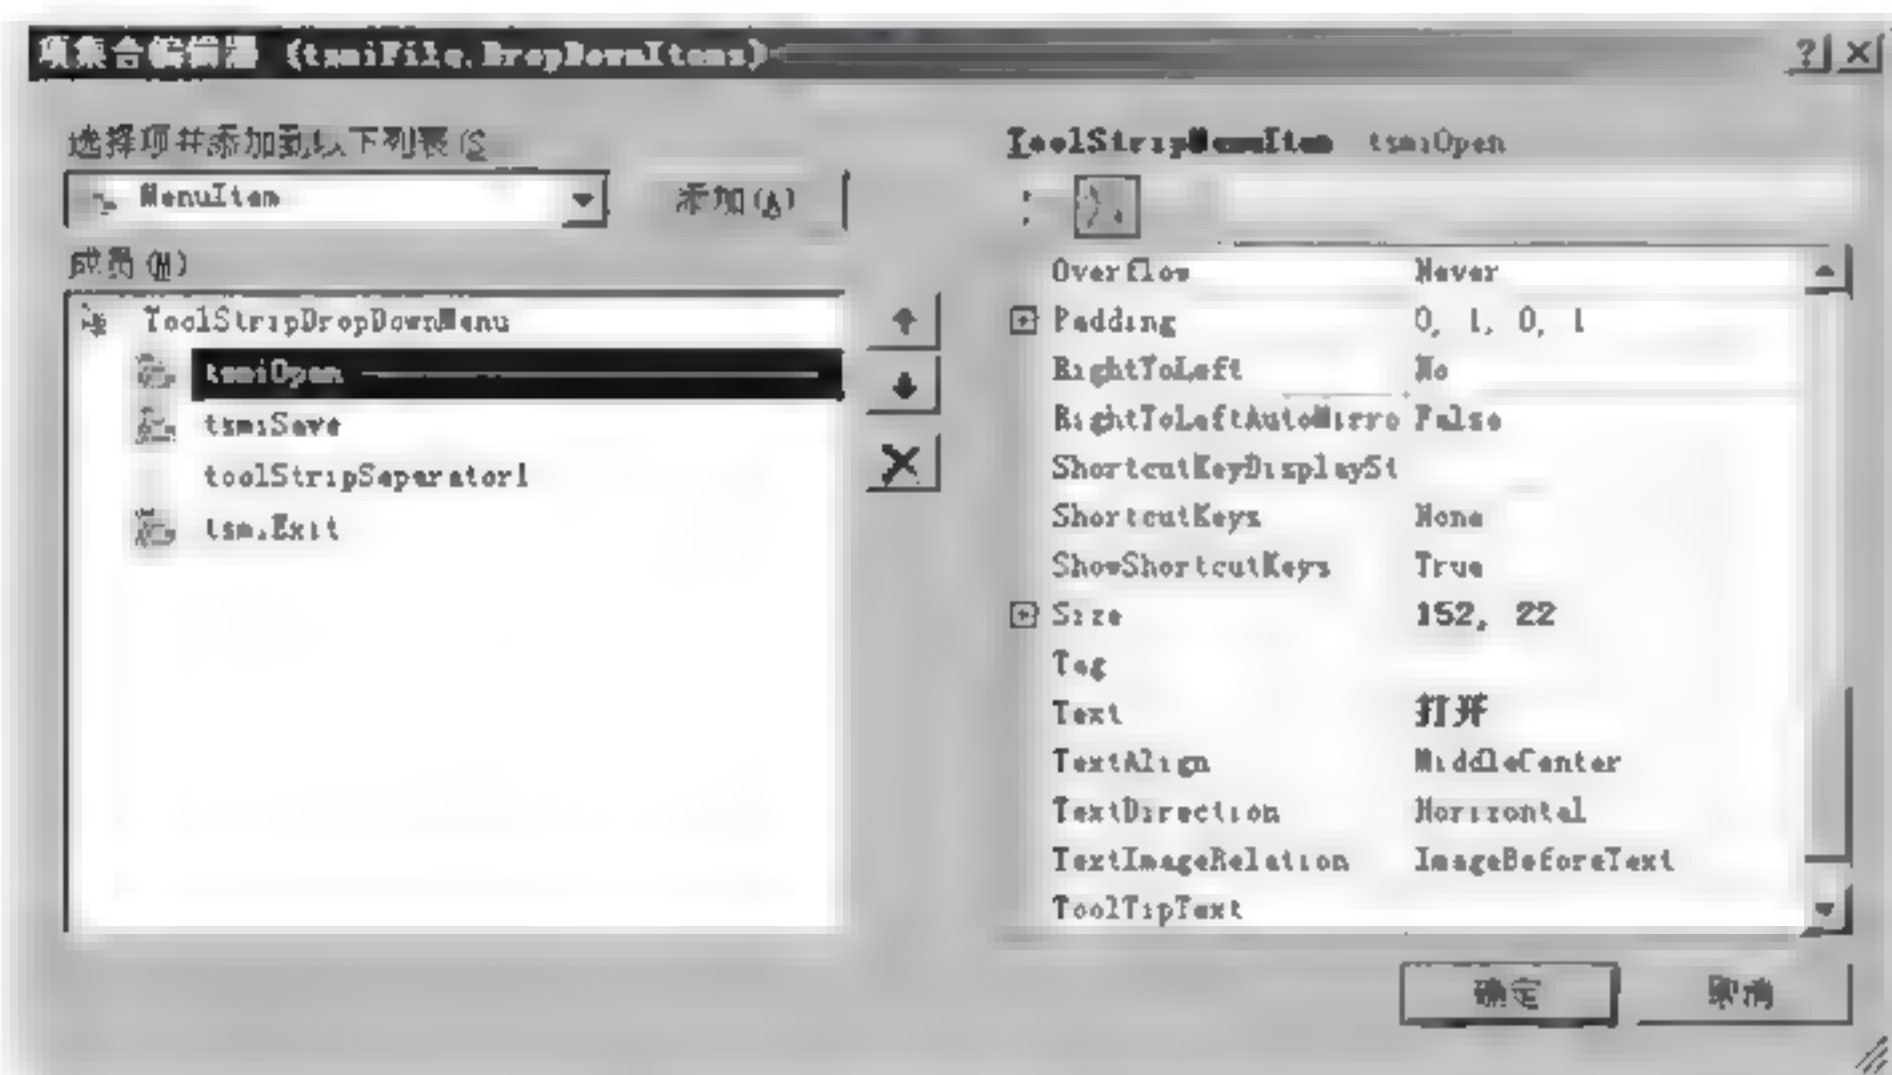 项集合编辑器 (tsmiFile.DropDownItems)
选择项并添加到以下列表(S
MenuItem
添加(A)
成员(M)
ToolStripDropDownMenu
tsmiOpen
tsmiSave
toolStripSeparator1
tsmiExit
ToolStripMenuItem tsmiOpen
Overflow Never
Padding 0, 1, 0, 1
RightToLeft No
RightToLeftAutoMirro False
ShortcutKeyDisplaySt
ShortcutKeys None
ShowShortcutKeys True
Size 152, 22
Tag
Text 打开
TextAlign MiddleCenter
TextDirection Horizontal
TextImageRelation ImageBeforeText
ToolTipText
确定
取消